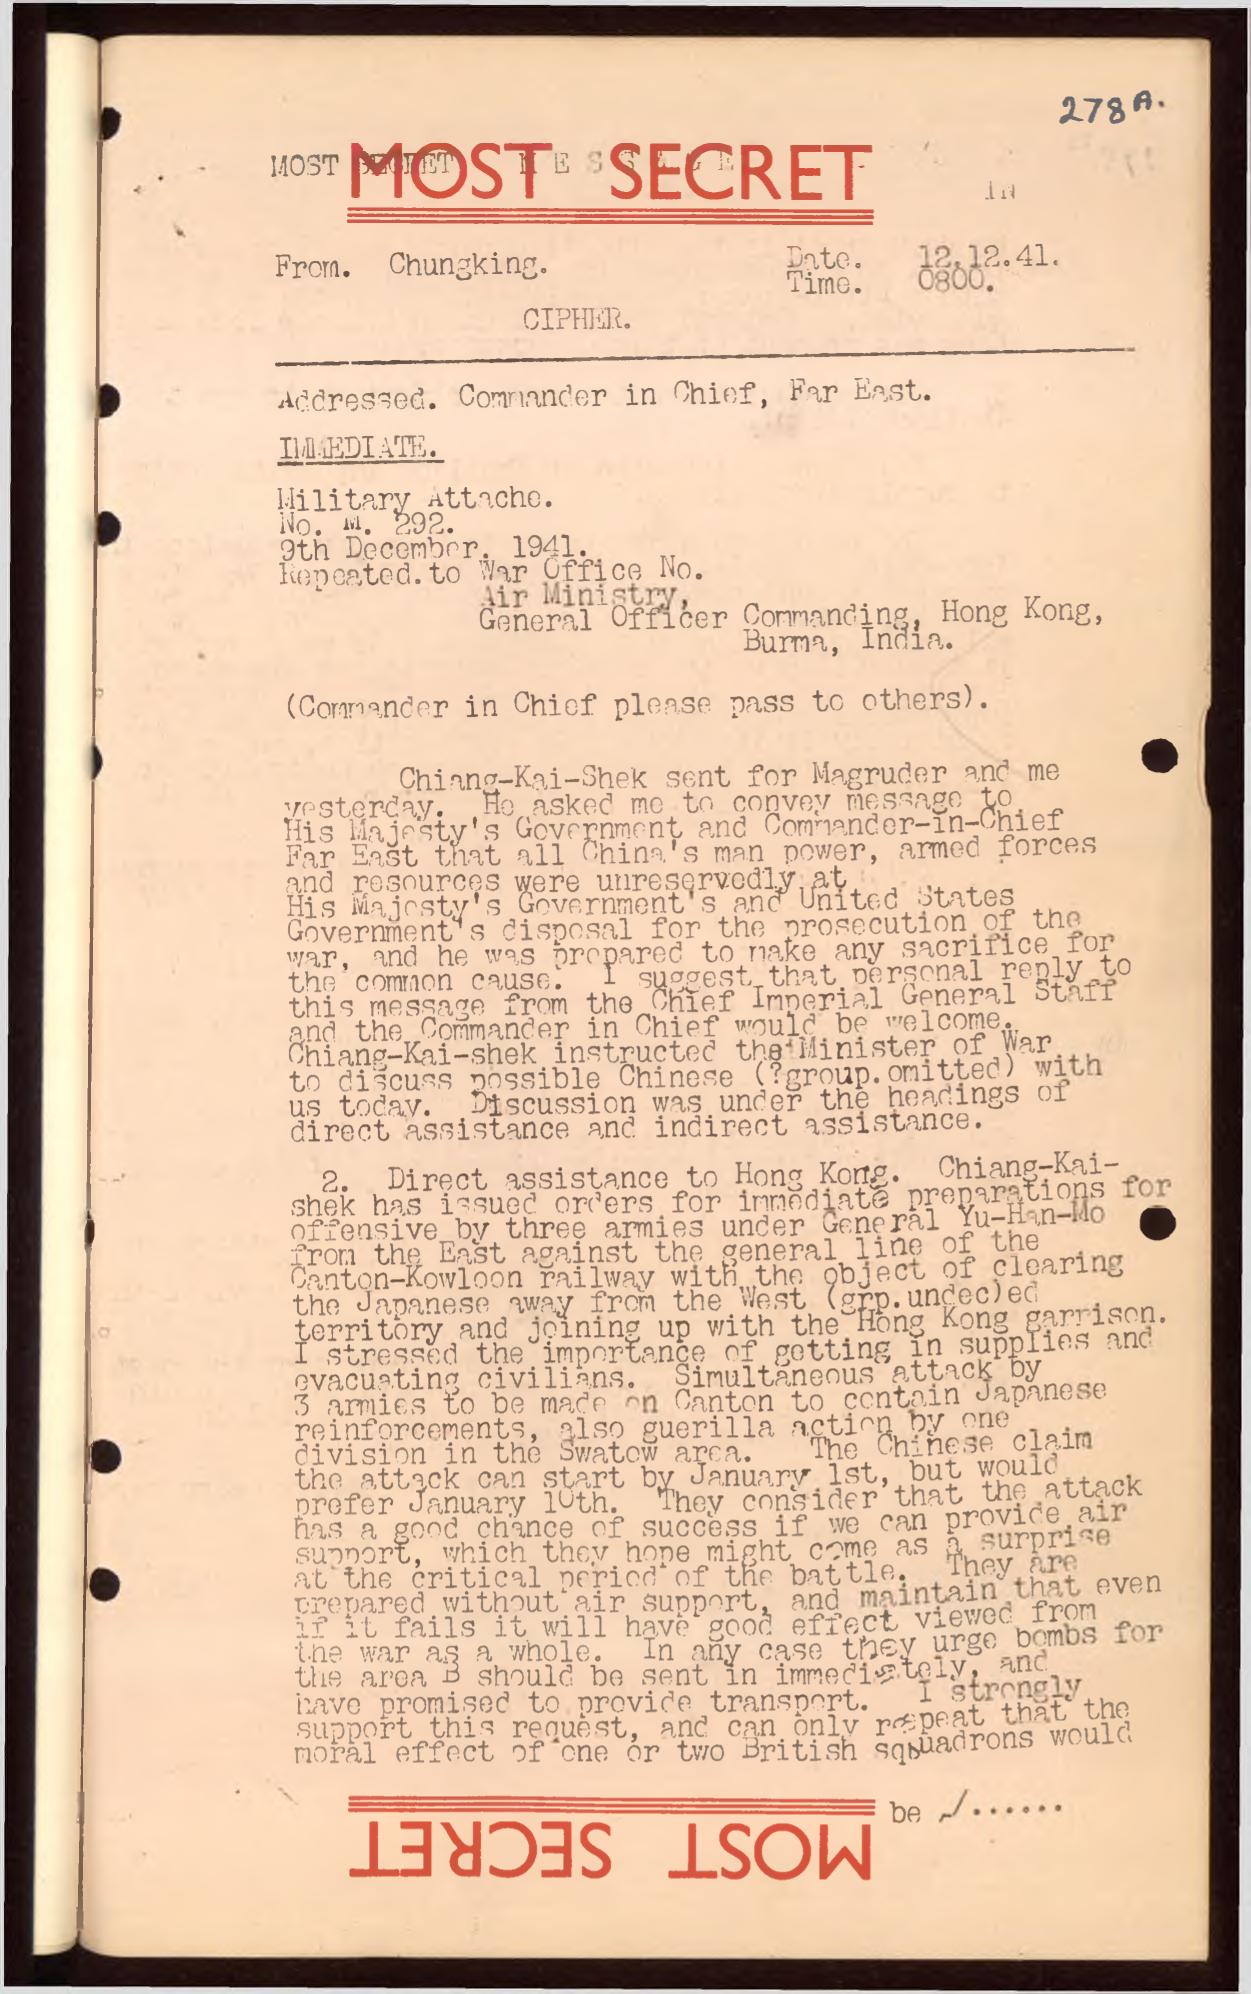 278A.
MOST SECRET MESSAGE
MOST SECRET
IN
From. Chungking. Date. 12.12.41.
Time. 0800.
CIPHER.
Addressed. Commander in Chief, Far East.
IMMEDIATE.
Military Attache.
No. M. 292.
9th December, 1941.
Repeated.to War Office No.
Air Ministry,
General Officer Commanding, Hong Kong,
Burma, India.
(Commander in Chief please pass to others).
Chiang-Kai-Shek sent for Magruder and me
yesterday. He asked me to convey message to
His Majesty's Government and Commander-in-Chief
Far East that all China's man power, armed forces
and resources were unreservedly at
His Majesty's Government's and United States
Government's disposal for the prosecution of the
war, and he was prepared to make any sacrifice for
the common cause. I suggest that personal reply to
this message from the Chief Imperial General Staff
and the Commander in Chief would be welcome.
Chiang-Kai-shek instructed the Minister of War
to discuss possible Chinese (?group.omitted) with
us today. Discussion was under the headings of
direct assistance and indirect assistance.
2. Direct assistance to Hong Kong. Chiang-Kai-
shek has issued orders for immediate preparations for
offensive by three armies under General Yu-Han-Mo
from the East against the general line of the
Canton-Kowloon railway with the object of clearing
the Japanese away from the West (grp.undec)ed
territory and joining up with the Hong Kong garrison.
I stressed the importance of getting in supplies and
evacuating civilians. Simultaneous attack by
3 armies to be made on Canton to contain Japanese
reinforcements, also guerilla action by one
division in the Swatow area. The Chinese claim
the attack can start by January 1st, but would
prefer January 10th. They consider that the attack
has a good chance of success if we can provide air
support, which they hope might come as a surprise
at the critical period of the battle. They are
prepared without air support, and maintain that even
if it fails it will have good effect viewed from
the war as a whole. In any case they urge bombs for
the area B should be sent in immediately, and
have promised to provide transport. I strongly
support this request, and can only repeat that the
moral effect of one or two British squadrons would
be /......
MOST SECRET